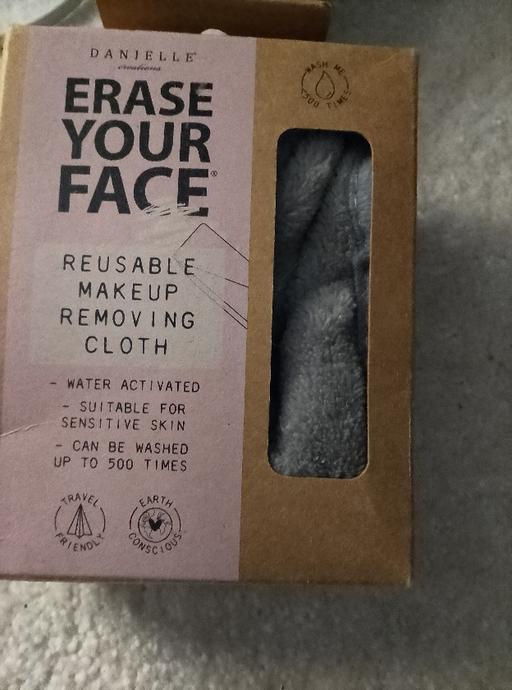 DANIELLE®
creations
ERASE
YOUR
FACE®
REUSABLE
MAKEUP
REMOVING
CLOTH
- WATER ACTIVATED
- SUITABLE FOR
SENSITIVE SKIN
- CAN BE WASHED
UP TO 500 TIMES
TRAVEL
FRIENDLY
EARTH
CONSCIOUS
WASH ME
500 TIMES